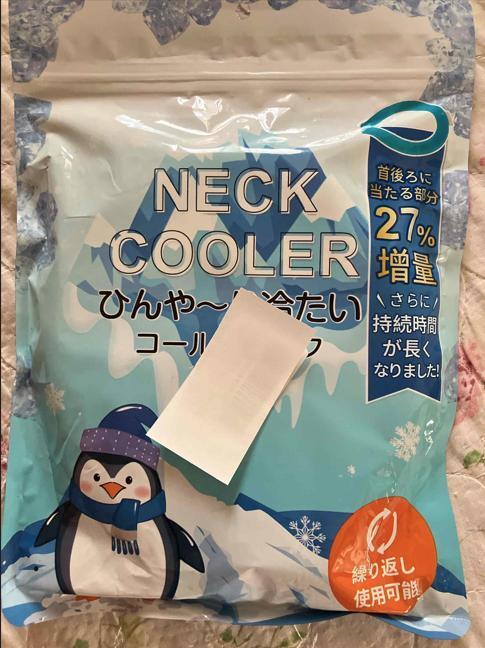 NECK
COOLER
ひんや～
冷たい
コール
首後ろに
当たる部分
27%
増量
\さらに/
持続時間
が長く
なりました!
繰り返し
使用可能